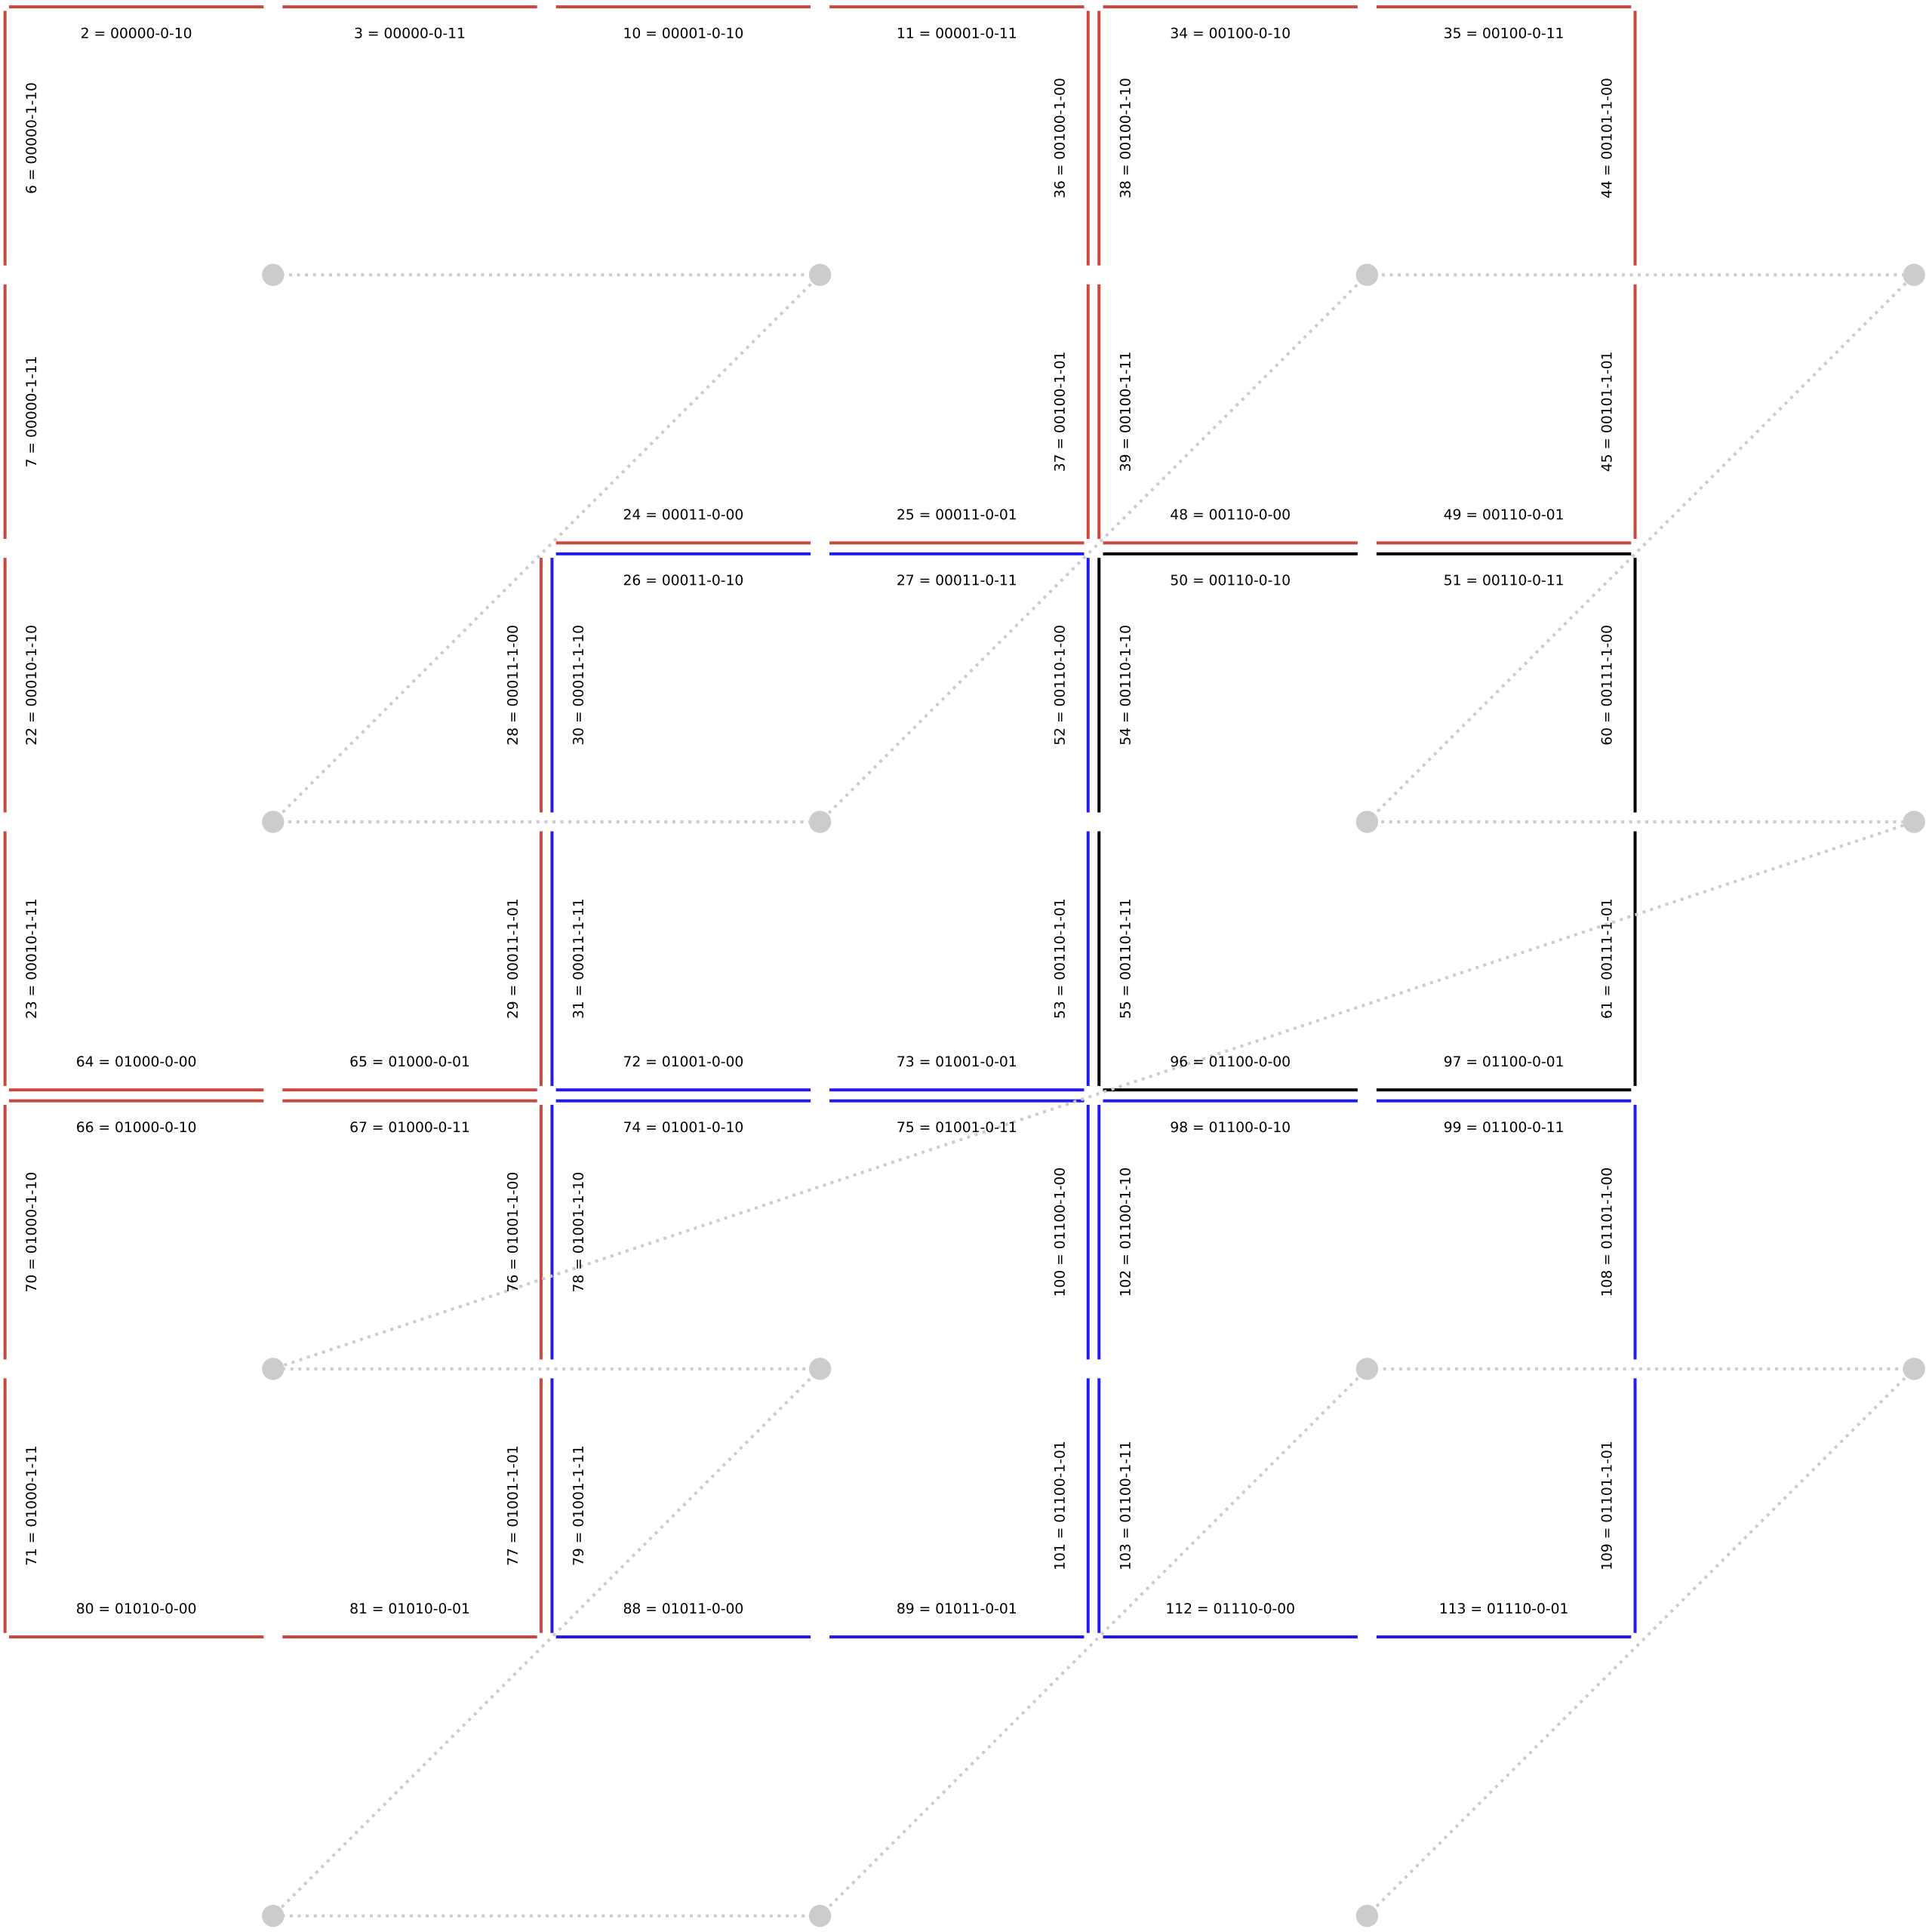 2 = 00000-0-10
3 = 00000-0-11
10 = 00001-0-10
11 = 00001-0-11
34 = 00100-0-10
35 = 00100-0-11
6 = 00000-1-10
36 = 00100-1-00
38 = 00100-1-10
44 = 00101-1-00
7 = 00000-1-11
37 = 00100-1-01
39 = 00100-1-11
45 = 00101-1-01
24 = 00011-0-00
25 = 00011-0-01
48 = 00110-0-00
49 = 00110-0-01
26 = 00011-0-10
27 = 00011-0-11
50 = 00110-0-10
51 = 00110-0-11
22 = 00010-1-10
28 = 00011-1-00
30 = 00011-1-10
52 = 00110-1-00
54 = 00110-1-10
60 = 00111-1-00
23 = 00010-1-11
29 = 00011-1-01
31 = 00011-1-11
53 = 00110-1-01
55 = 00110-1-11
61 = 00111-1-01
64 = 01000-0-00
65 = 01000-0-01
72 = 01001-0-00
73 = 01001-0-01
96 = 01100-0-00
97 = 01100-0-01
66 = 01000-0-10
67 = 01000-0-11
74 = 01001-0-10
75 = 01001-0-11
98 = 01100-0-10
99 = 01100-0-11
70 = 01000-1-10
76 = 01001-1-00
78 = 01001-1-10
100 = 01100-1-00
102 = 01100-1-10
108 = 01101-1-00
71 = 01000-1-11
77 = 01001-1-01
79 = 01001-1-11
101 = 01100-1-01
103 = 01100-1-11
109 = 01101-1-01
80 = 01010-0-00
81 = 01010-0-01
88 = 01011-0-00
89 = 01011-0-01
112 = 01110-0-00
113 = 01110-0-01